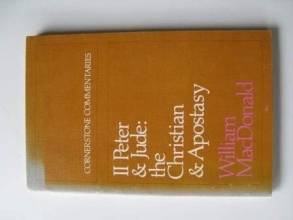 CORNERSTONE COMMENTARIES
II Peter
& Jude:
the
Christian
& Apostasy
William
MacDonald